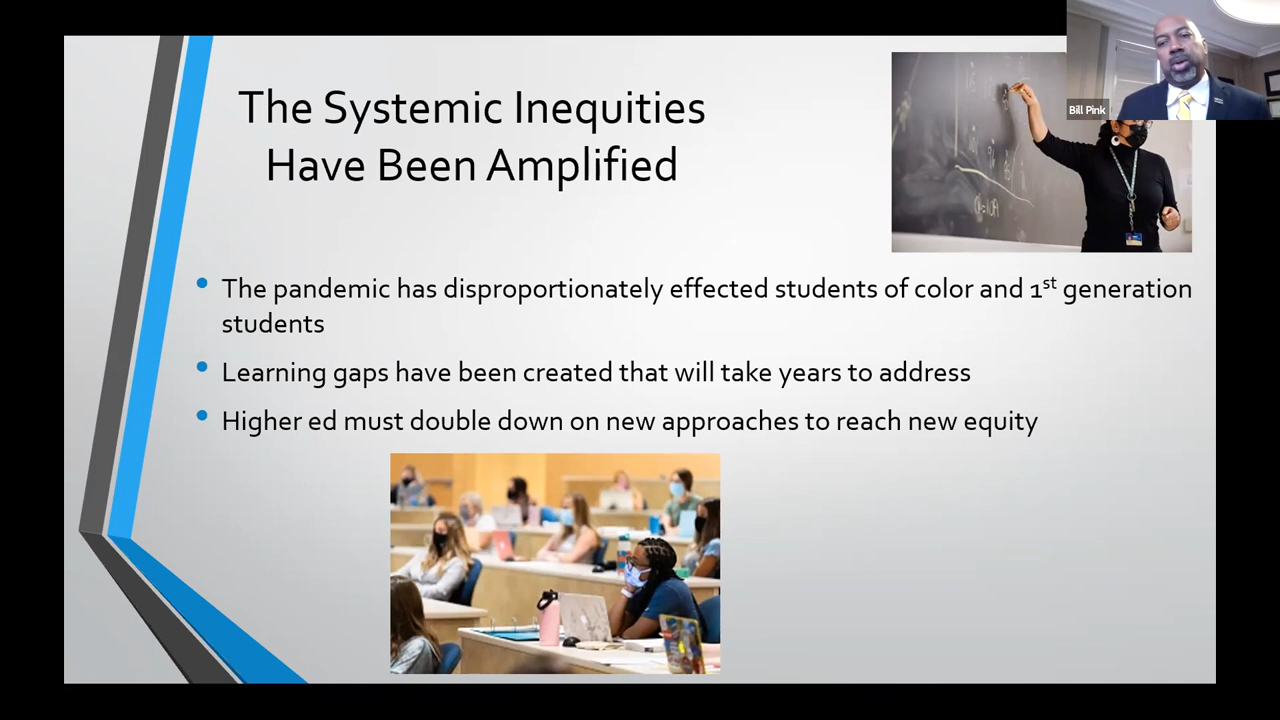 The Systemic Inequities
Have Been Amplified
Bill Pink
• The pandemic has disproportionately effected students of color and 1st generation
students
• Learning gaps have been created that will take years to address
• Higher ed must double down on new approaches to reach new equity